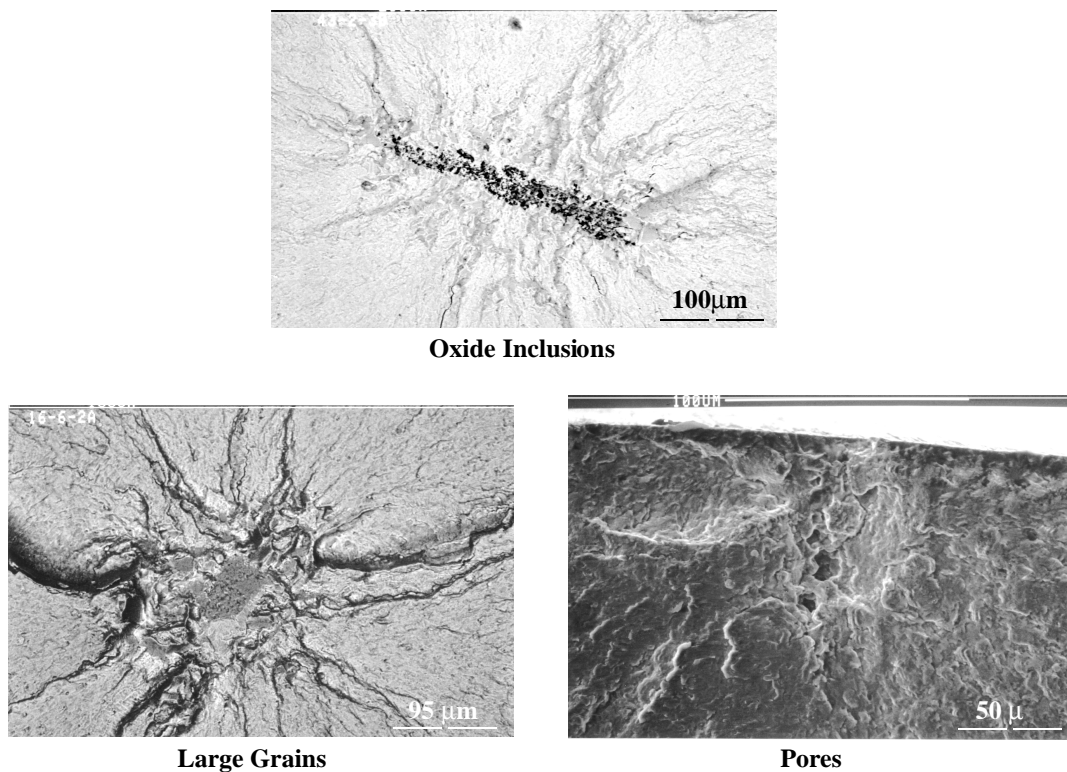 100μm
Oxide Inclusions
16-6-2A
95 μm
Large Grains
100UM
50 μ
Pores